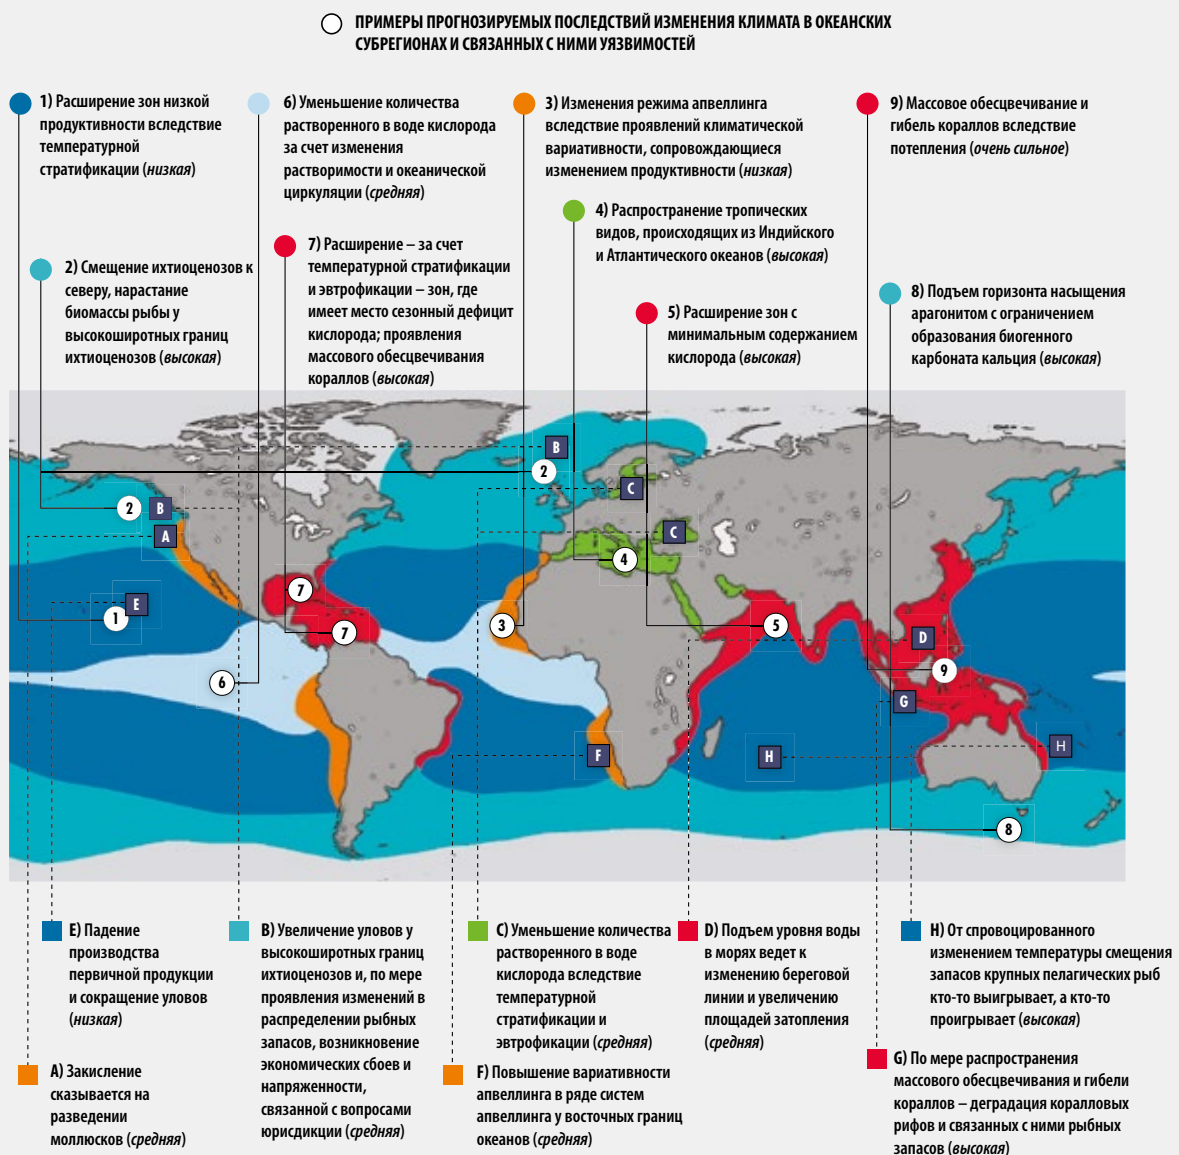 ПРИМЕРЫ ПРОГНОЗИРУЕМЫХ ПОСЛЕДСТВИЙ ИЗМЕНЕНИЯ КЛИМАТА В ОКЕАНСКИХ
СУБРЕГИОНАХ И СВЯЗАННЫХ С НИМИ УЯЗВИМОСТЕЙ
1) Расширение зон низкой
продуктивности вследствие
температурной
стратификации (низкая)
6) Уменьшение количества
растворенного в воде кислорода
за счет изменения
растворимости и океанической
циркуляции (средняя)
3) Изменения режима апвеллинга
вследствие проявлений климатической
вариативности, сопровождающиеся
изменением продуктивности (низкая)
9) Массовое обесцвечивание и
гибель кораллов вследствие
потепления (очень сильное)
4) Распространение тропических
видов, происходящих из Индийского
и Атлантического океанов (высокая)
7) Расширение – за счет
температурной стратификации
и эвтрофикации – зон, где
имеет место сезонный дефицит
кислорода; проявления
массового обесцвечивания
кораллов (высокая)
2) Смещение ихтиоценозов к
северу, нарастание
биомассы рыбы у
высокоширотных границ
ихтиоценозов (высокая)
5) Расширение зон с
минимальным содержанием
кислорода (высокая)
8) Подъем горизонта насыщения
арагонитом с ограничением
образования биогенного
карбоната кальция (высокая)
B
2
C
2
B
A
C
4
7
E
1
3
5
7
D
6
9
G
F
H
H
8
E) Падение
производства
первичной продукции
и сокращение уловов
(низкая)
B) Увеличение уловов у
высокоширотных границ
ихтиоценозов и, по мере
проявления изменений в
распределении рыбных
запасов, возникновение
экономических сбоев и
напряженности,
связанной с вопросами
юрисдикции (средняя)
C) Уменьшение количества
растворенного в воде
кислорода вследствие
температурной
стратификации и
эвтрофикации (средняя)
D) Подъем уровня воды
в морях ведет к
изменению береговой
линии и увеличению
площадей затопления
(средняя)
H) От спровоцированного
изменением температуры смещения
запасов крупных пелагических рыб
кто-то выигрывает, а кто-то
проигрывает (высокая)
A) Закисление
сказывается на
разведении
моллюсков (средняя)
F) Повышение вариативности
апвеллинга в ряде систем
апвеллинга у восточных границ
океанов (средняя)
G) По мере распространения
массового обесцвечивания и гибели
кораллов – деградация коралловых
рифов и связанных с ними рыбных
запасов (высокая)